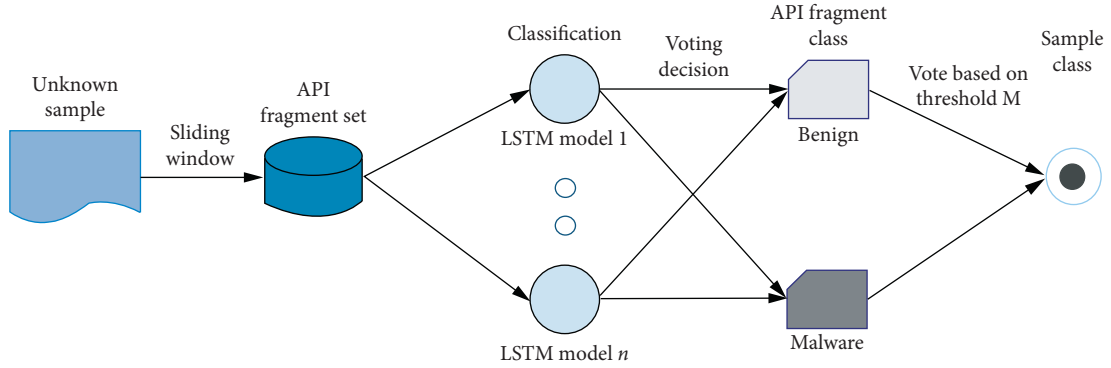 Unknown
sample
Sliding
window
API
fragment set
Classification
LSTM model 1
LSTM model n
Voting
decision
API fragment
class
Benign
Malware
Vote based on
threshold M
Sample
class